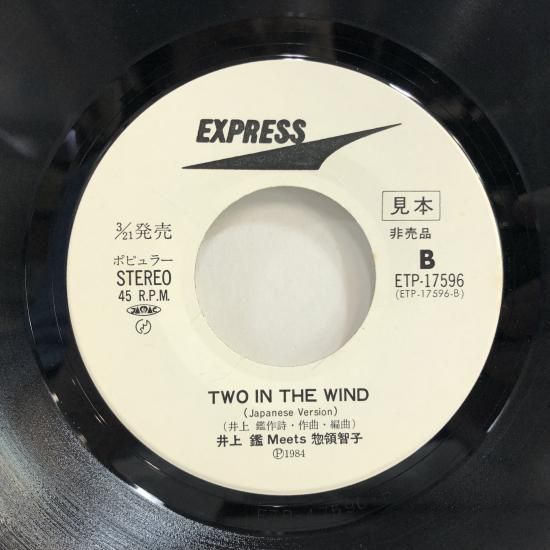 EXPRESS
見本
3/21発売
非売品
ポピュラー
B
STEREO
ETP-17596
45 R.P.M.
(ETP-17596-B)
JASRAC
TWO IN THE WIND
(Japanese Version)
(井上 鑑作詩・作曲・編曲)
井上 鑑 Meets 惣領智子
Ⓟ1984